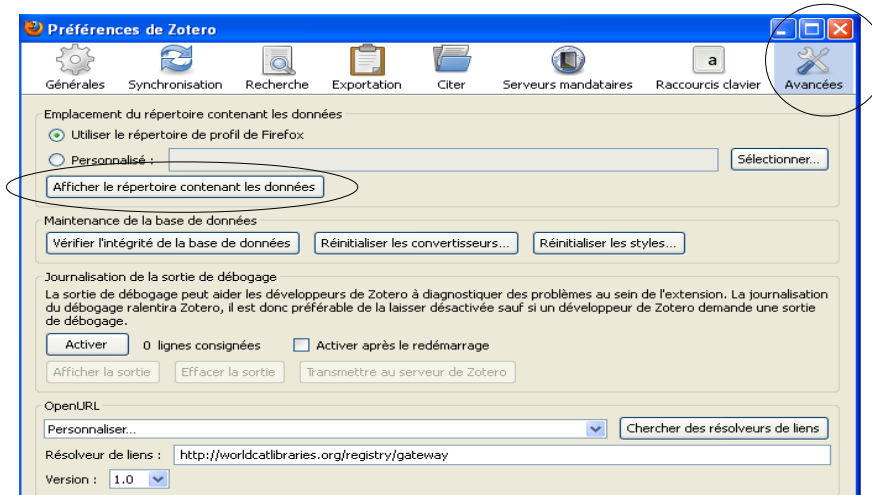 Préférences de Zotero
Générales Synchronisation Recherche Exportation Citer Serveurs mandataires Raccourcis clavier Avancées
a
Emplacement du répertoire contenant les données
Utiliser le répertoire de profil de Firefox
Personnalisé : Sélectionner...
Afficher le répertoire contenant les données
Maintenance de la base de données
Vérifier l'intégrité de la base de données Réinitialiser les convertisseurs... Réinitialiser les styles...
Journalisation de la sortie de débogage
La sortie de débogage peut aider les développeurs de Zotero à diagnostiquer des problèmes au sein de l'extension. La journalisation
du débogage ralentira Zotero, il est donc préférable de la laisser désactivée sauf si un développeur de Zotero demande une sortie
de débogage.
Activer 0 lignes consignées Activer après le redémarrage
Afficher la sortie Effacer la sortie Transmettre au serveur de Zotero
OpenURL
Personnaliser... Chercher des résolveurs de liens
Résolveur de liens : http://worldcatlibraries.org/registry/gateway
Version : 1.0